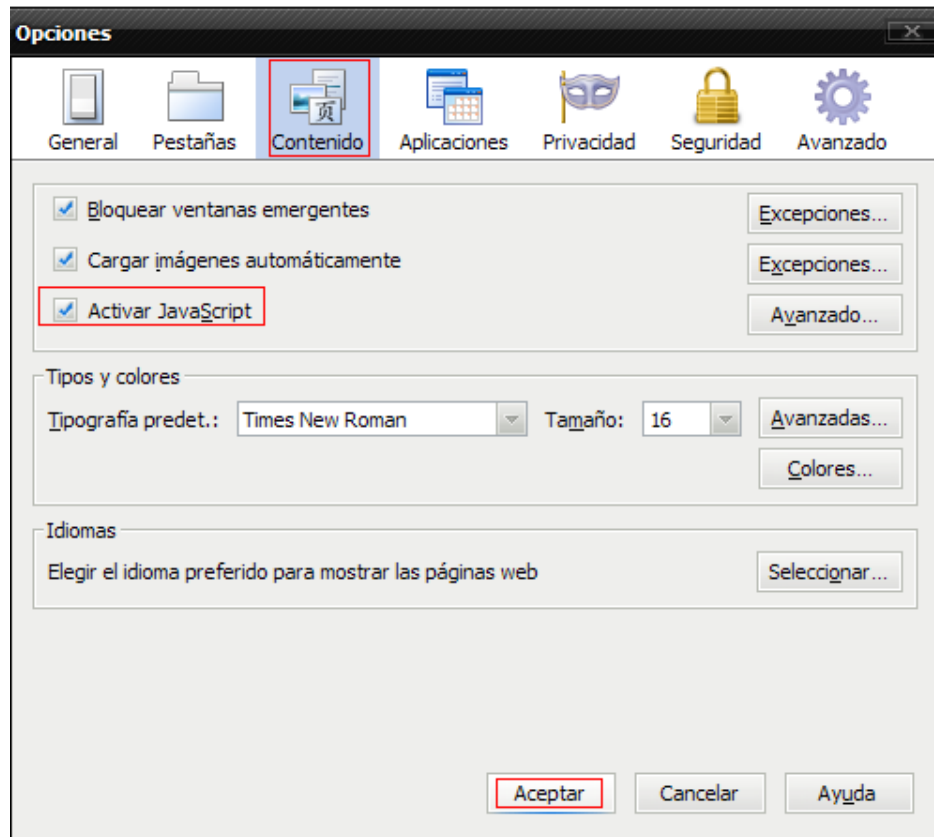 Opciones
页
General Pestañas Contenido Aplicaciones Privacidad Seguridad Avanzado
Bloquear ventanas emergentes Excepciones...
Cargar imágenes automáticamente Excepciones...
Activar JavaScript Avanzado...
Tipos y colores
Tipografía predet.: Times New Roman Tamaño: 16 Avanzadas...
Colores...
Idiomas
Elegir el idioma preferido para mostrar las páginas web Seleccionar...
Aceptar Cancelar Ayuda